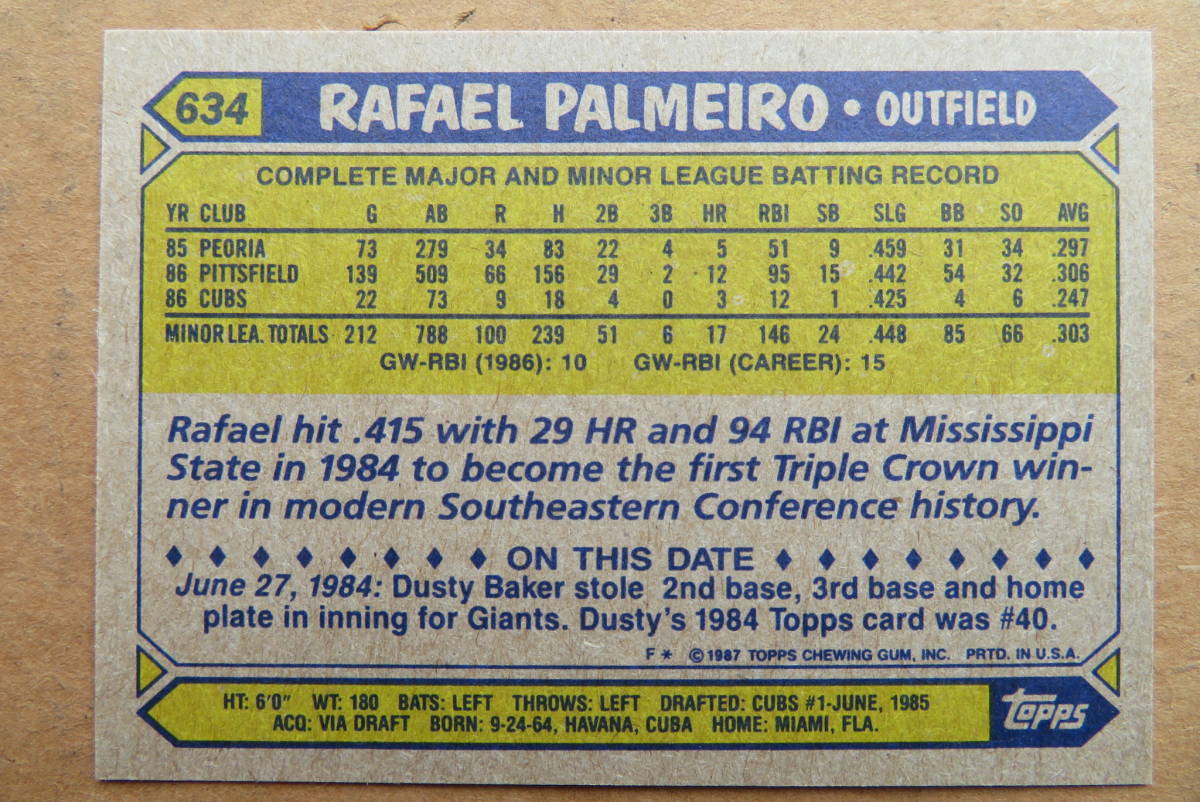 634 RAFAEL PALMEIRO • OUTFIELD
COMPLETE MAJOR AND MINOR LEAGUE BATTING RECORD
YR CLUB G AB R H 2B 3B HR RBI SB SLG BB SO AVG
85 PEORIA 73 279 34 83 22 4 5 51 9 .459 31 34 .297
86 PITTSFIELD 139 509 66 156 29 2 12 95 15 .442 54 32 .306
86 CUBS 22 73 9 18 4 0 3 12 1 .425 4 6 .247
MINOR LEA. TOTALS 212 788 100 239 51 6 17 146 24 .448 85 66 .303
GW-RBI (1986): 10 GW-RBI (CAREER): 15
Rafael hit .415 with 29 HR and 94 RBI at Mississippi
State in 1984 to become the first Triple Crown win-
ner in modern Southeastern Conference history.
♦ ♦ ♦ ♦ ♦ ♦ ♦ ♦ ON THIS DATE ♦ ♦ ♦ ♦ ♦ ♦ ♦ ♦
June 27, 1984: Dusty Baker stole 2nd base, 3rd base and home
plate in inning for Giants. Dusty's 1984 Topps card was #40.
F * ©1987 TOPPS CHEWING GUM, INC. PRTD. IN U.S.A.
HT: 6'0" WT: 180 BATS: LEFT THROWS: LEFT DRAFTED: CUBS #1-JUNE, 1985
ACQ: VIA DRAFT BORN: 9-24-64, HAVANA, CUBA HOME: MIAMI, FLA.
Topps